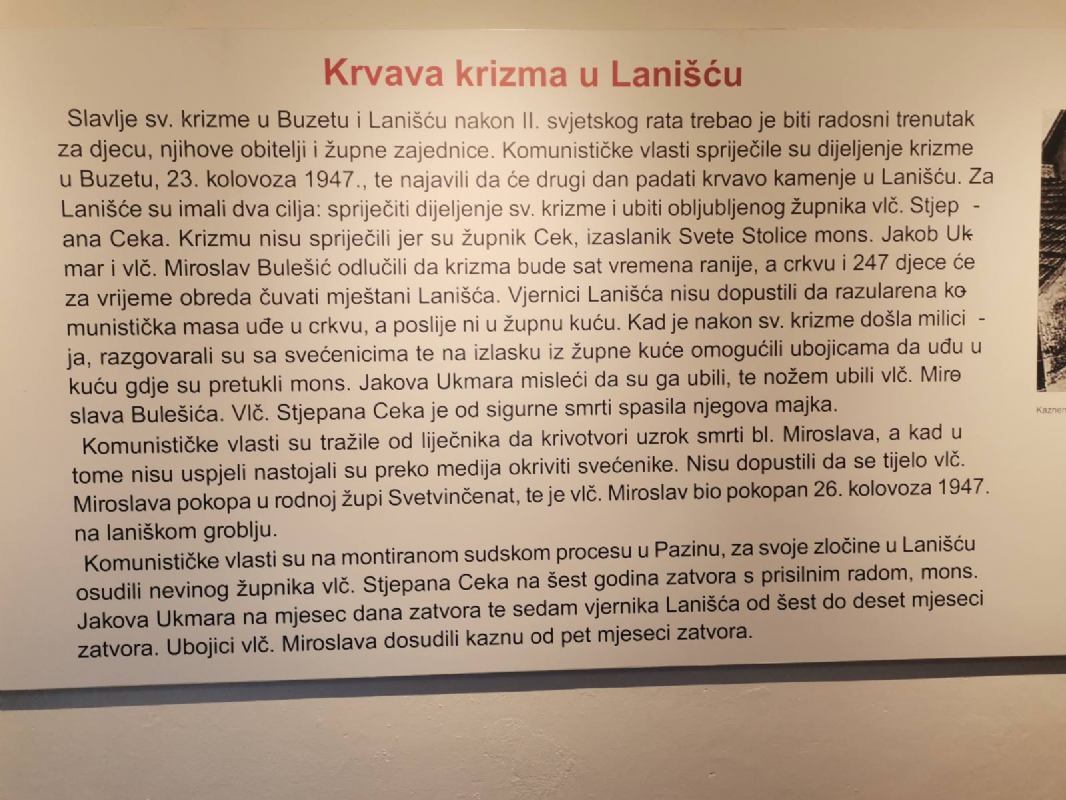 Krvava krizma u Lanišću
Slavlje sv. krizme u Buzetu i Lanišću nakon II. svjetskog rata trebao je biti radosni trenutak
za djecu, njihove obitelji i župne zajednice. Komunističke vlasti spriječile su dijeljenje krizme
u Buzetu, 23. kolovoza 1947., te najavili da će drugi dan padati krvavo kamenje u Lanišću. Za
Lanišće su imali dva cilja: spriječiti dijeljenje sv. krizme i ubiti obljubljenog župnika vlč. Stjep -
ana Ceka. Krizmu nisu spriječili jer su župnik Cek, izaslanik Svete Stolice mons. Jakob Uk-
mar i vlč. Miroslav Bulešić odlučili da krizma bude sat vremena ranije, a crkvu i 247 djece će
za vrijeme obreda čuvati mještani Lanišća. Vjernici Lanišća nisu dopustili da razularena ko-
munistička masa uđe u crkvu, a poslije ni u župnu kuću. Kad je nakon sv. krizme došla milici -
ja, razgovarali su sa svećenicima te na izlasku iz župne kuće omogućili ubojicama da uđu u
kuću gdje su pretukli mons. Jakova Ukmara misleći da su ga ubili, te nožem ubili vlč. Miro-
slava Bulešića. Vlč. Stjepana Ceka je od sigurne smrti spasila njegova majka.
Komunističke vlasti su tražile od liječnika da krivotvori uzrok smrti bl. Miroslava, a kad u
tome nisu uspjeli nastojali su preko medija okriviti svećenike. Nisu dopustili da se tijelo vlč.
Miroslava pokopa u rodnoj župi Svetvinčenat, te je vlč. Miroslav bio pokopan 26. kolovoza 1947.
na laniškom groblju.
Komunističke vlasti su na montiranom sudskom procesu u Pazinu, za svoje zločine u Lanišću
osudili nevinog župnika vlč. Stjepana Ceka na šest godina zatvora s prisilnim radom, mons.
Jakova Ukmara na mjesec dana zatvora te sedam vjernika Lanišća od šest do deset mjeseci
zatvora. Ubojici vlč. Miroslava dosudili kaznu od pet mjeseci zatvora.